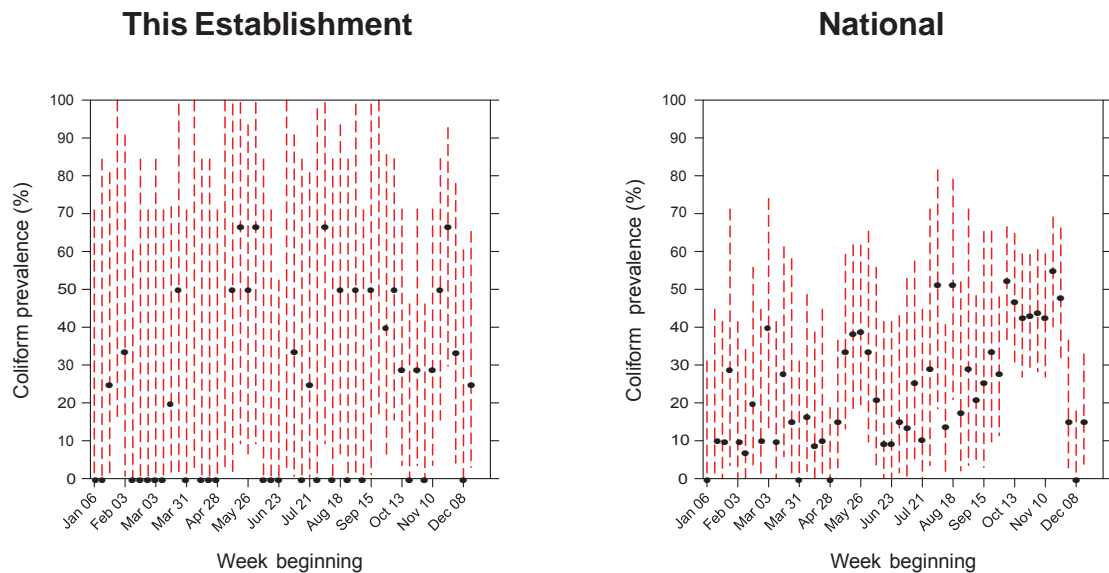 This Establishment
National
Coliform prevalence (%)
100
90
80
70
60
50
40
30
20
10
0
Jan 06
Feb 03
Mar 03
Mar 31
Apr 28
May 26
Jun 23
Jul 21
Aug 18
Sep 15
Oct 13
Nov 10
Dec 08
Week beginning
Coliform prevalence (%)
100
90
80
70
60
50
40
30
20
10
0
Jan 06
Feb 03
Mar 03
Mar 31
Apr 28
May 26
Jun 23
Jul 21
Aug 18
Sep 15
Oct 13
Nov 10
Dec 08
Week beginning